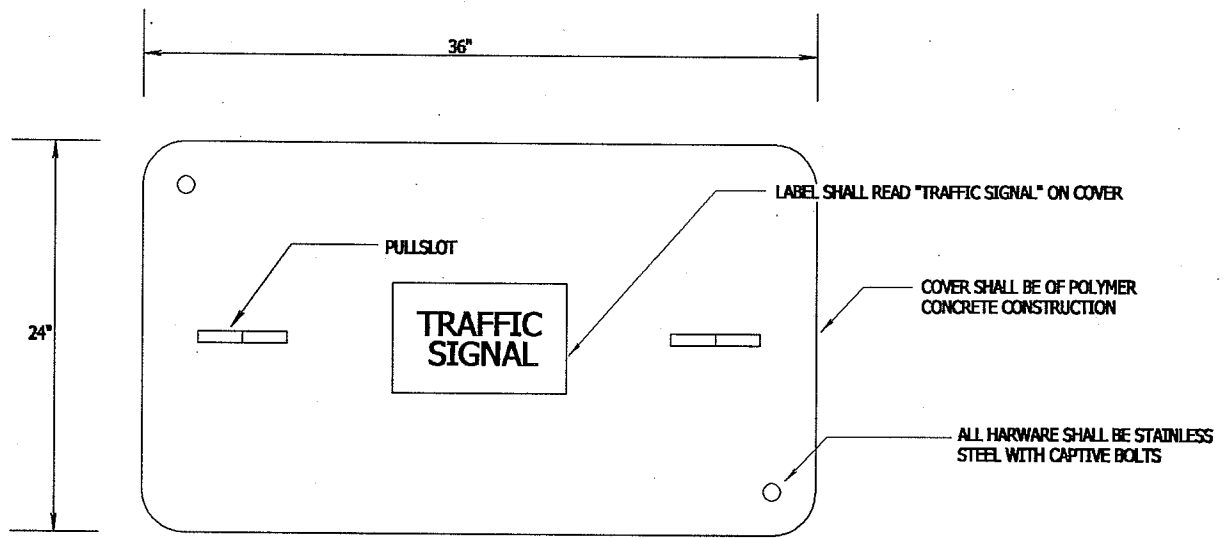 36"
LABEL SHALL READ "TRAFFIC SIGNAL" ON COVER
PULLSLOT
COVER SHALL BE OF POLYMER
CONCRETE CONSTRUCTION
24"
TRAFFIC
SIGNAL
ALL HARWARE SHALL BE STAINLESS
STEEL WITH CAPTIVE BOLTS